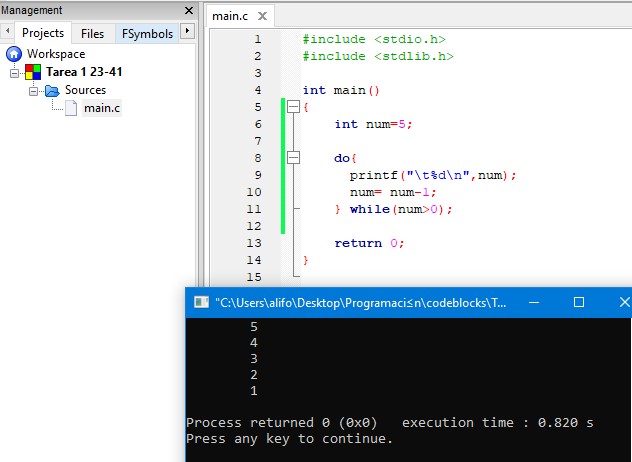 Management
main.c
Projects Files FSymbols
Workspace
Tarea 1 23-41
Sources
main.c
1 #include <stdio.h>
2 #include <stdlib.h>
3
4 int main()
5 {
6 int num=5;
7
8 do{
9 printf("\t%d\n",num);
10 num= num-1;
11 } while(num>0);
12
13 return 0;
14 }
15
"C:\Users\alifo\Desktop\Programaci≤n\codeblocks\T...
5
4
3
2
1
Process returned 0 (0x0) execution time : 0.820 s
Press any key to continue.